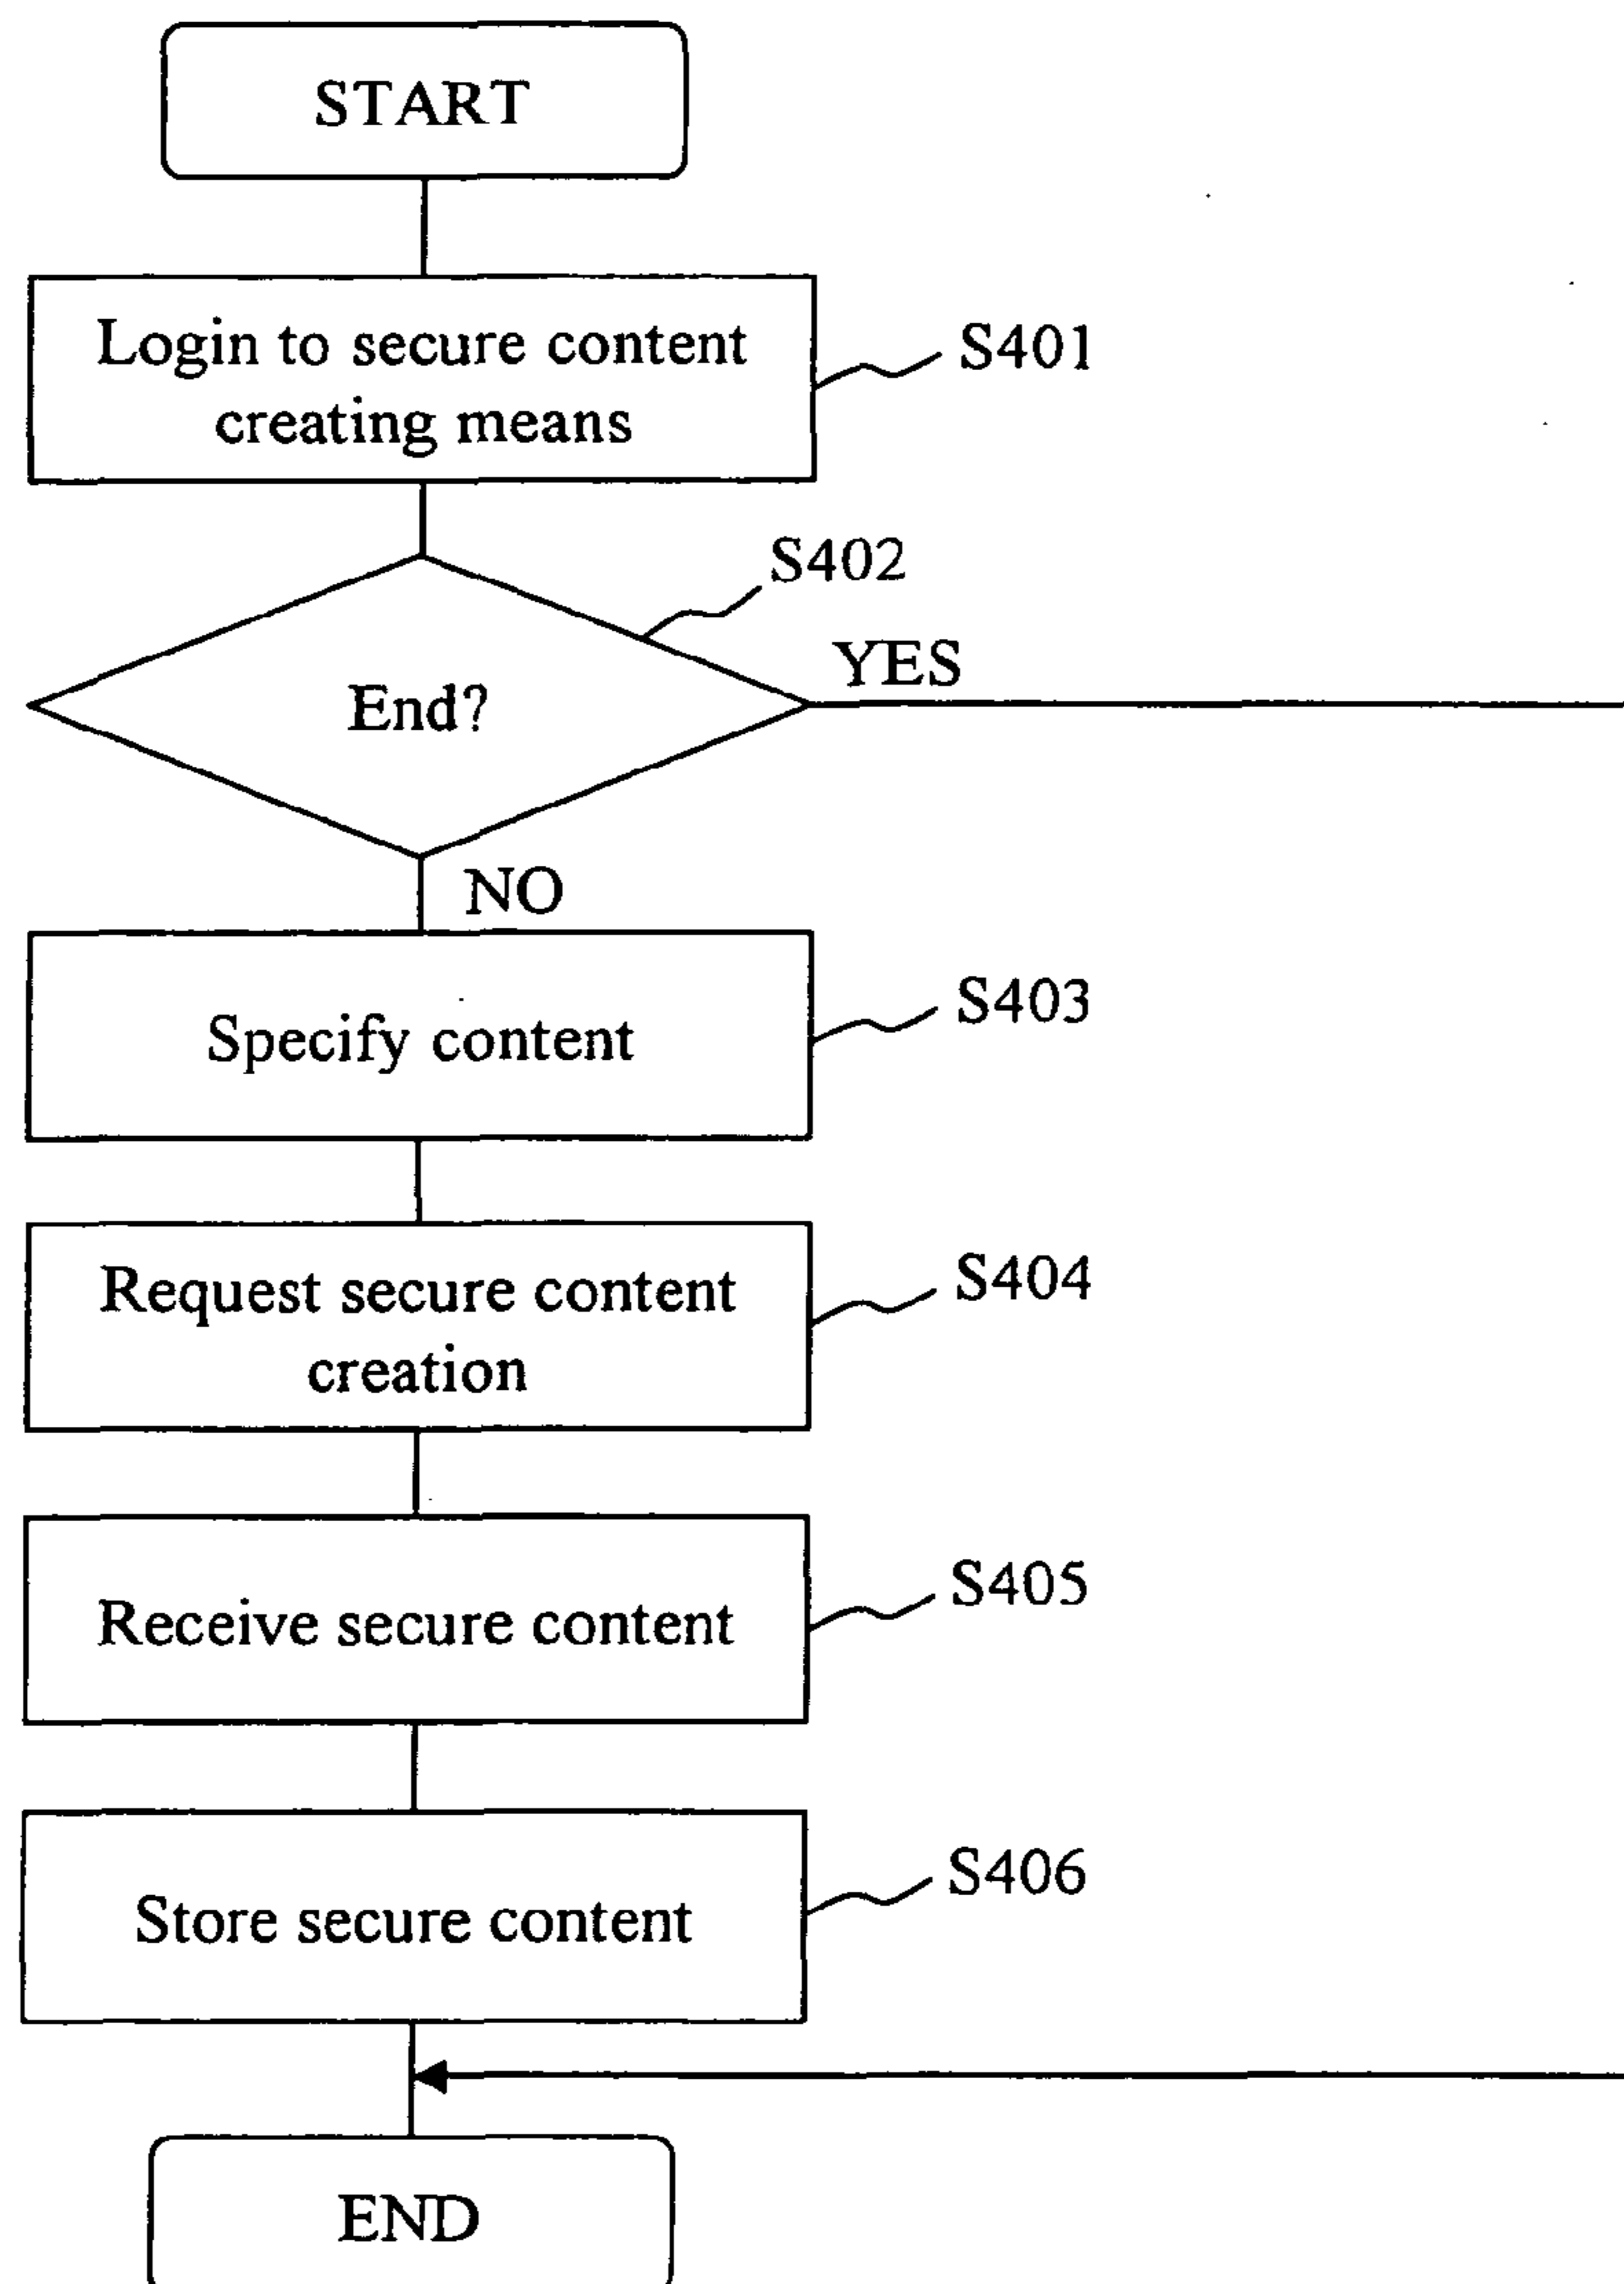 START
Login to secure content
creating means
S401
S402
End?
YES
NO
Specify content
S403
Request secure content
creation
S404
Receive secure content
S405
Store secure content
S406
END